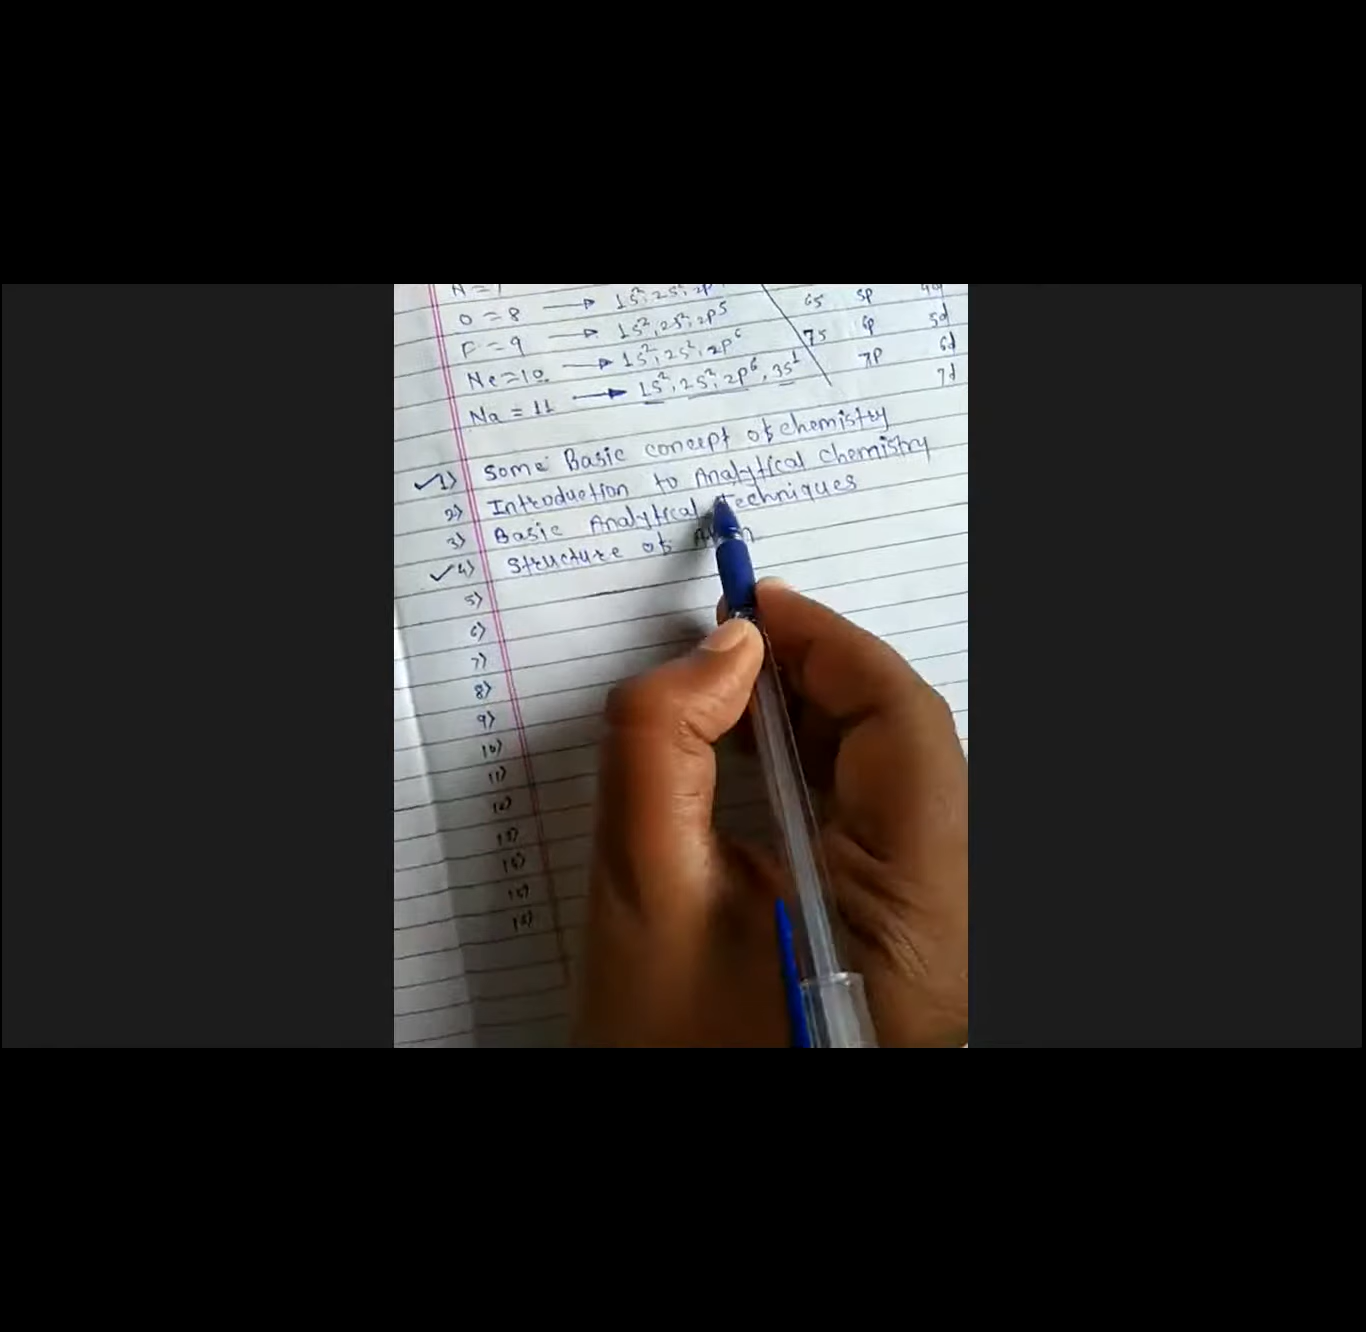 O = 8 → 1s², 2s², 2p 6s 5p
F = 9 → 1s², 2s², 2p⁵ 7s 6p 5d
Ne = 10 → 1s², 2s², 2p⁶ 7p 6d
Na = 11 → 1s², 2s², 2p⁶, 3s¹ 7d
✓1) Some Basic concept of chemistry
2) Introduction to Analytical chemistry
3) Basic Analytical Techniques
✓4) Structure of
5)
6)
7)
8)
9)
10)
11)
12)
13)
14)
15)
16)